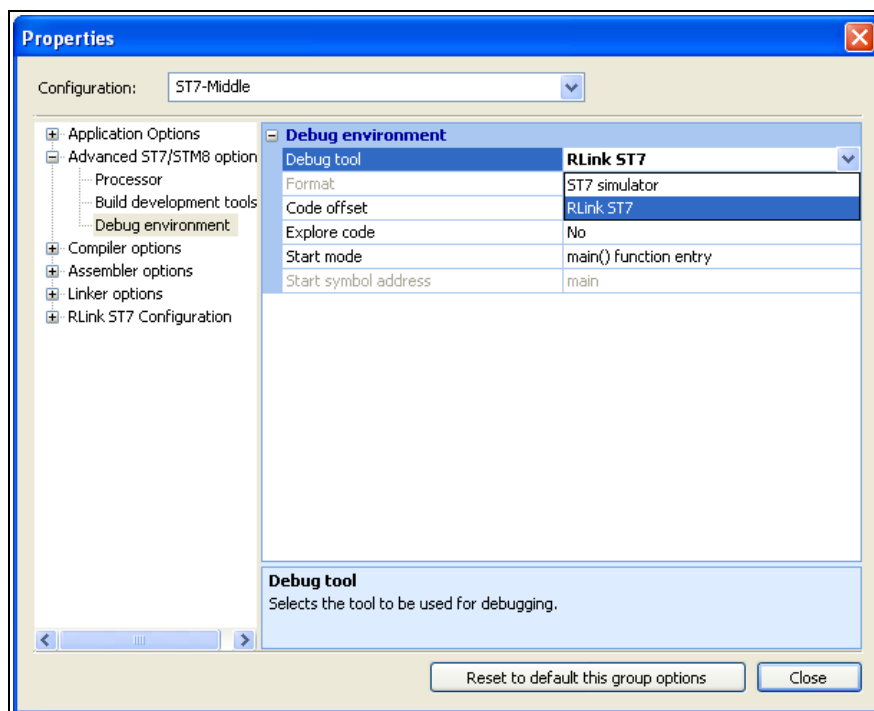 Properties
Configuration: ST7-Middle
Application Options
Advanced ST7/STM8 option
Processor
Build development tools
Debug environment
Compiler options
Assembler options
Linker options
RLink ST7 Configuration
Debug environment
Debug tool RLink ST7
Format ST7 simulator
Code offset RLink ST7
Explore code No
Start mode main() function entry
Start symbol address main
Debug tool
Selects the tool to be used for debugging.
Reset to default this group options Close